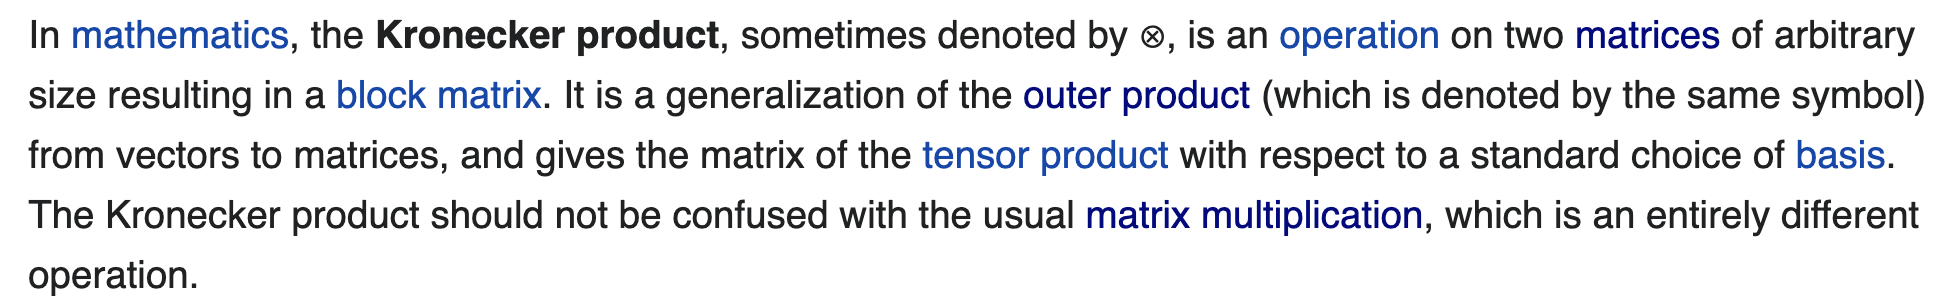 In mathematics, the Kronecker product, sometimes denoted by ⊗, is an operation on two matrices of arbitrary
size resulting in a block matrix. It is a generalization of the outer product (which is denoted by the same symbol)
from vectors to matrices, and gives the matrix of the tensor product with respect to a standard choice of basis.
The Kronecker product should not be confused with the usual matrix multiplication, which is an entirely different
operation.